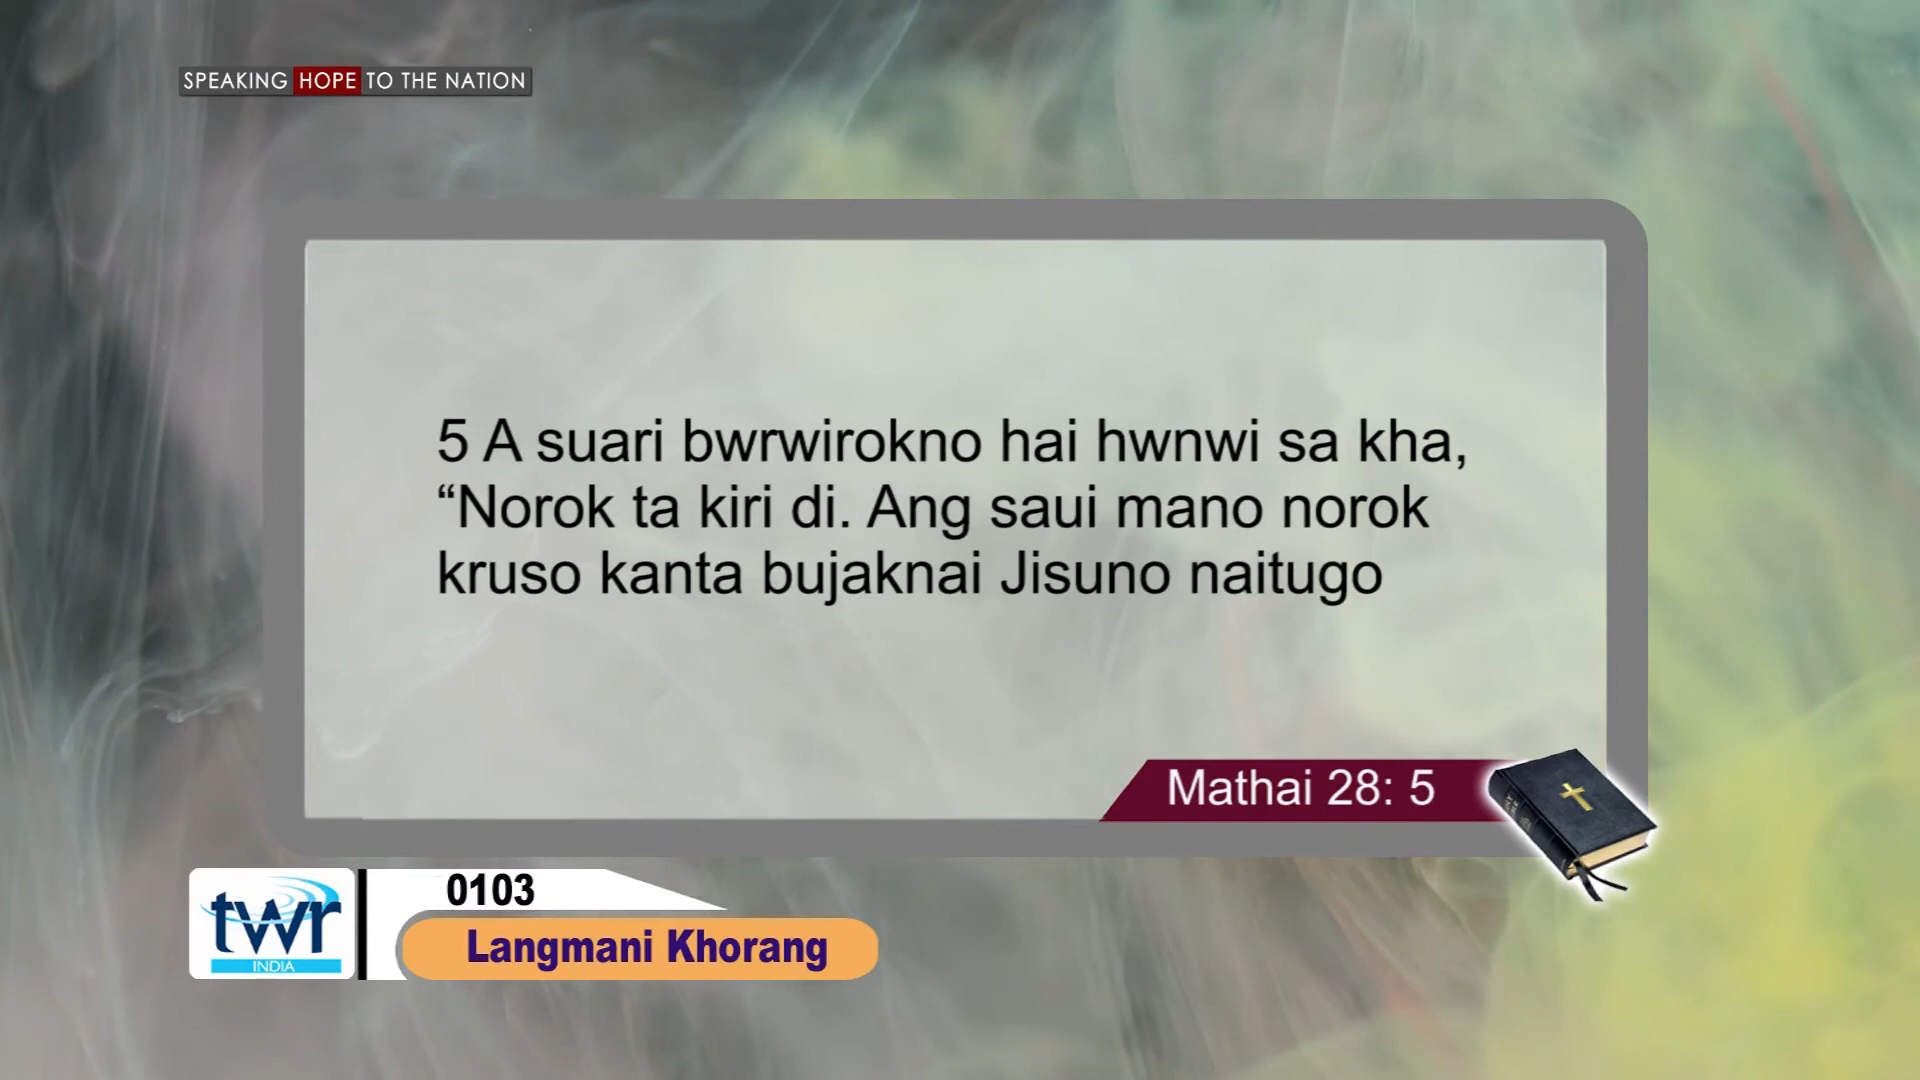 SPEAKING HOPE TO THE NATION
5 A suari bwrwirokno hai hwnwi sa kha,
“Norok ta kiri di. Ang saui mano norok
kruso kanta bujaknai Jisuno naitugo
Mathai 28: 5
0103
twr
INDIA
Langmani Khorang